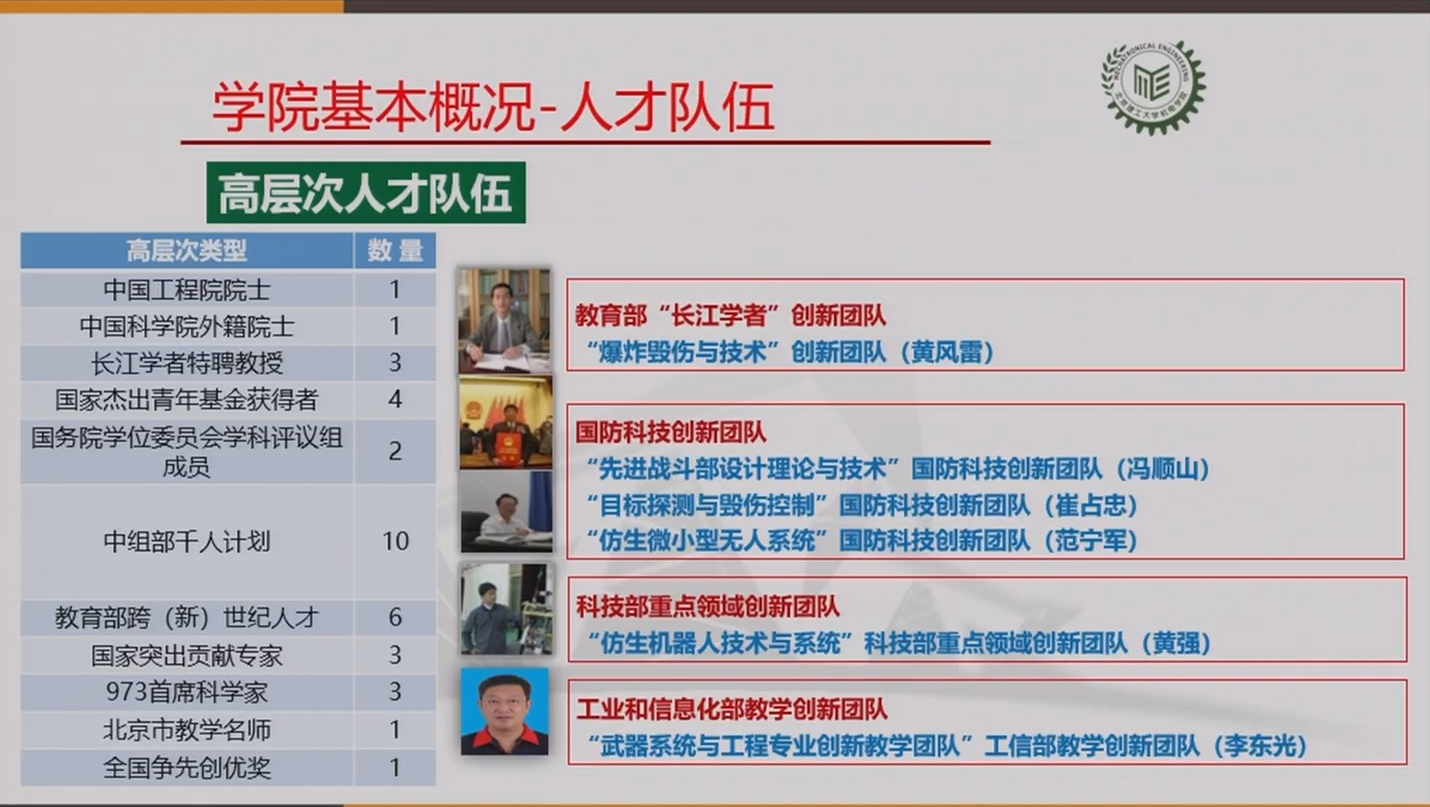 MECHATRONICAL ENGINEERING
北京理工大学机电学院
学院基本概况-人才队伍
高层次人才队伍
高层次类型 数 量
中国工程院院士 1
中国科学院外籍院士 1
长江学者特聘教授 3
国家杰出青年基金获得者 4
国务院学位委员会学科评议组
成员 2
中组部千人计划 10
教育部跨（新）世纪人才 6
国家突出贡献专家 3
973首席科学家 3
北京市教学名师 1
全国争先创优奖 1
教育部“长江学者”创新团队
“爆炸毁伤与技术”创新团队（黄风雷）
国防科技创新团队
“先进战斗部设计理论与技术”国防科技创新团队（冯顺山）
“目标探测与毁伤控制”国防科技创新团队（崔占忠）
“仿生微小型无人系统”国防科技创新团队（范宁军）
科技部重点领域创新团队
“仿生机器人技术与系统”科技部重点领域创新团队（黄强）
工业和信息化部教学创新团队
“武器系统与工程专业创新教学团队”工信部教学创新团队（李东光）